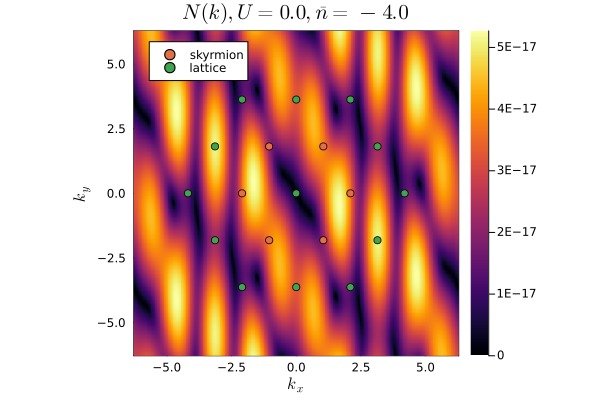 N(k), U = 0.0, n̄ = − 4.0
skyrmion
lattice
5.0
2.5
0.0
−2.5
−5.0
k_y
−5.0
−2.5
0.0
2.5
5.0
k_x
5E−17
4E−17
3E−17
2E−17
1E−17
0